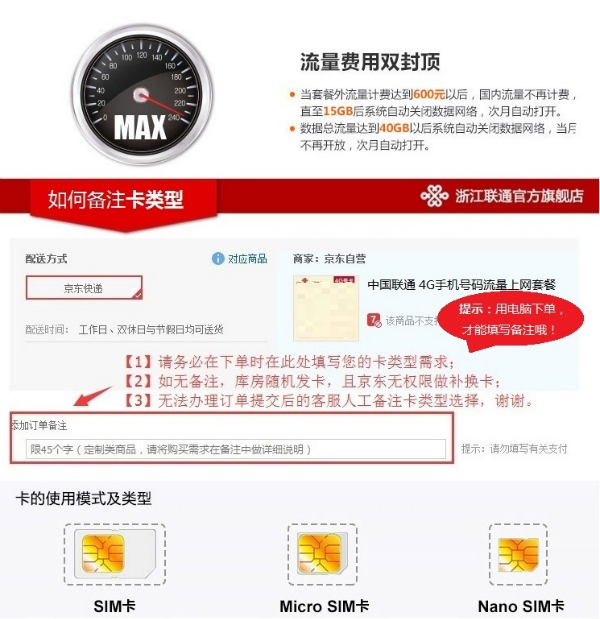 流量费用双封顶
80 100 120 140
60 160
40 180
20 200
0 220
240
MAX
当套餐外流量计费达到600元以后，国内流量不再计费，
直至15GB后系统自动关闭数据网络，次月自动打开。
数据总流量达到40GB以后系统自动关闭数据网络，当月
不再开放，次月自动打开。
如何备注卡类型
浙江联通官方旗舰店
配送方式
对应商品
商家：京东自营
京东快递
中国联通 4G手机号码流量上网套餐
提示：用电脑下单，
才能填写备注哦！
7 该商品不支持
配送时间： 工作日、双休日与节假日均可送货
【1】请务必在下单时在此处填写您的卡类型需求；
【2】如无备注，库房随机发卡，且京东无权限做补换卡；
【3】无法办理订单提交后的客服人工备注卡类型选择，谢谢。
添加订单备注
限45个字（定制类商品，请将购买需求在备注中做详细说明）
提示：请勿填写有关支付
卡的使用模式及类型
SIM卡
Micro SIM卡
Nano SIM卡